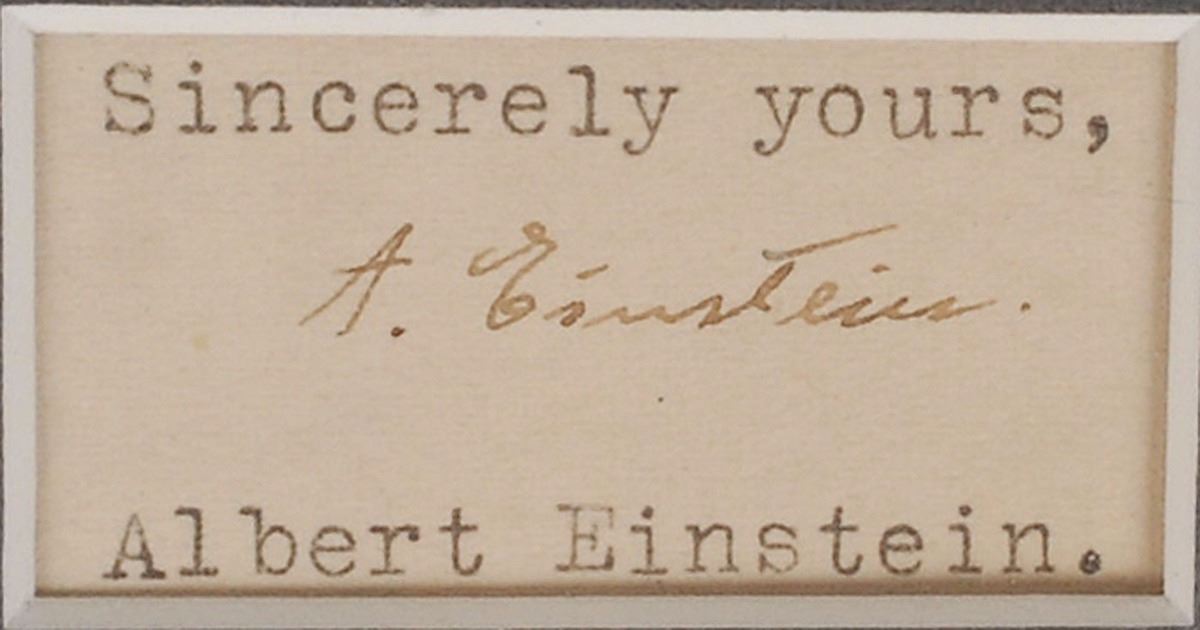 Sincerely yours,
A. Einstein.
Albert Einstein.